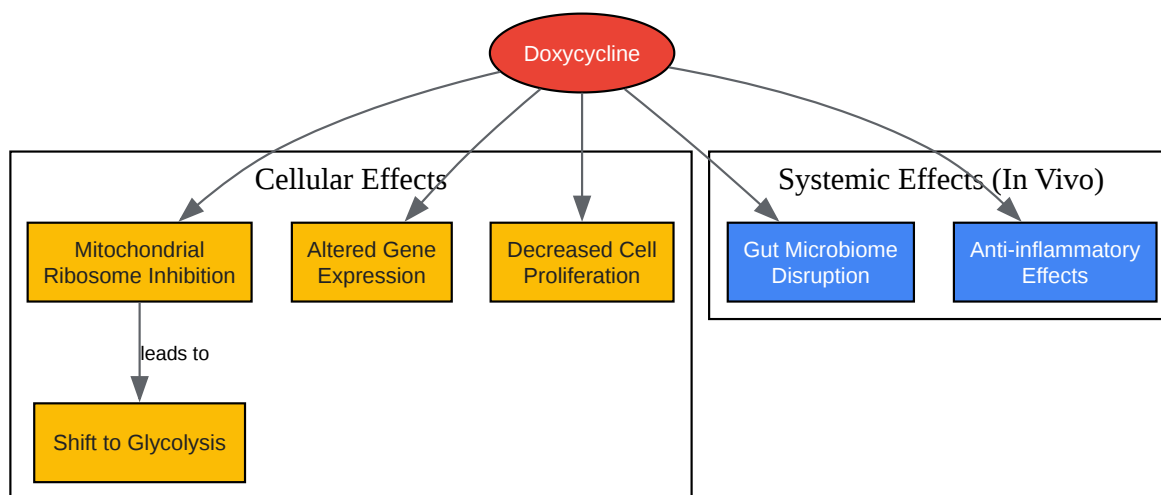 Doxycycline
Cellular Effects
Systemic Effects (In Vivo)
Mitochondrial
Ribosome Inhibition
Altered Gene
Expression
Decreased Cell
Proliferation
Gut Microbiome
Disruption
Anti-inflammatory
Effects
leads to
Shift to Glycolysis